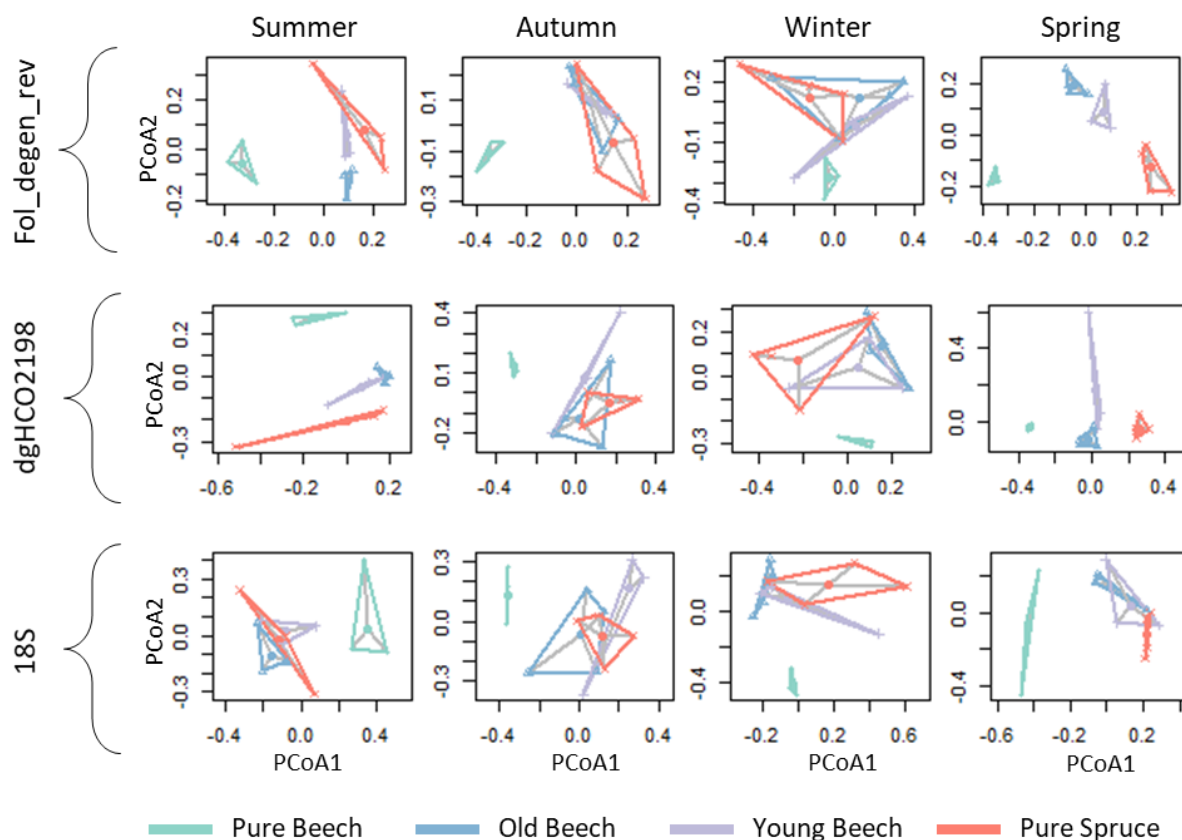 Summer Autumn Winter Spring
Fol_degen_rev
PCoA2
0.2 0.1 0.2 0.2
0.0 -0.1 -0.1 0.0
-0.2 -0.3 -0.4 -0.2
-0.4 0.0 0.2 -0.4 0.0 0.2 -0.4 0.0 0.4 -0.4 0.0 0.2
dgHCO2198
PCoA2
0.2 0.4 0.2 0.4
0.0 0.1 0.0 0.0
-0.3 -0.2 -0.3
-0.6 -0.2 0.2 -0.4 0.0 0.4 -0.4 0.0 -0.4 0.0 0.4
18S
PCoA2
0.3 0.3 0.0 0.0
0.0 0.0 -0.4 -0.4
-0.3 -0.3
-0.4 0.0 0.4 -0.4 0.0 0.4 -0.2 0.2 0.6 -0.6 -0.2 0.2
PCoA1 PCoA1 PCoA1 PCoA1
Pure Beech Old Beech Young Beech Pure Spruce